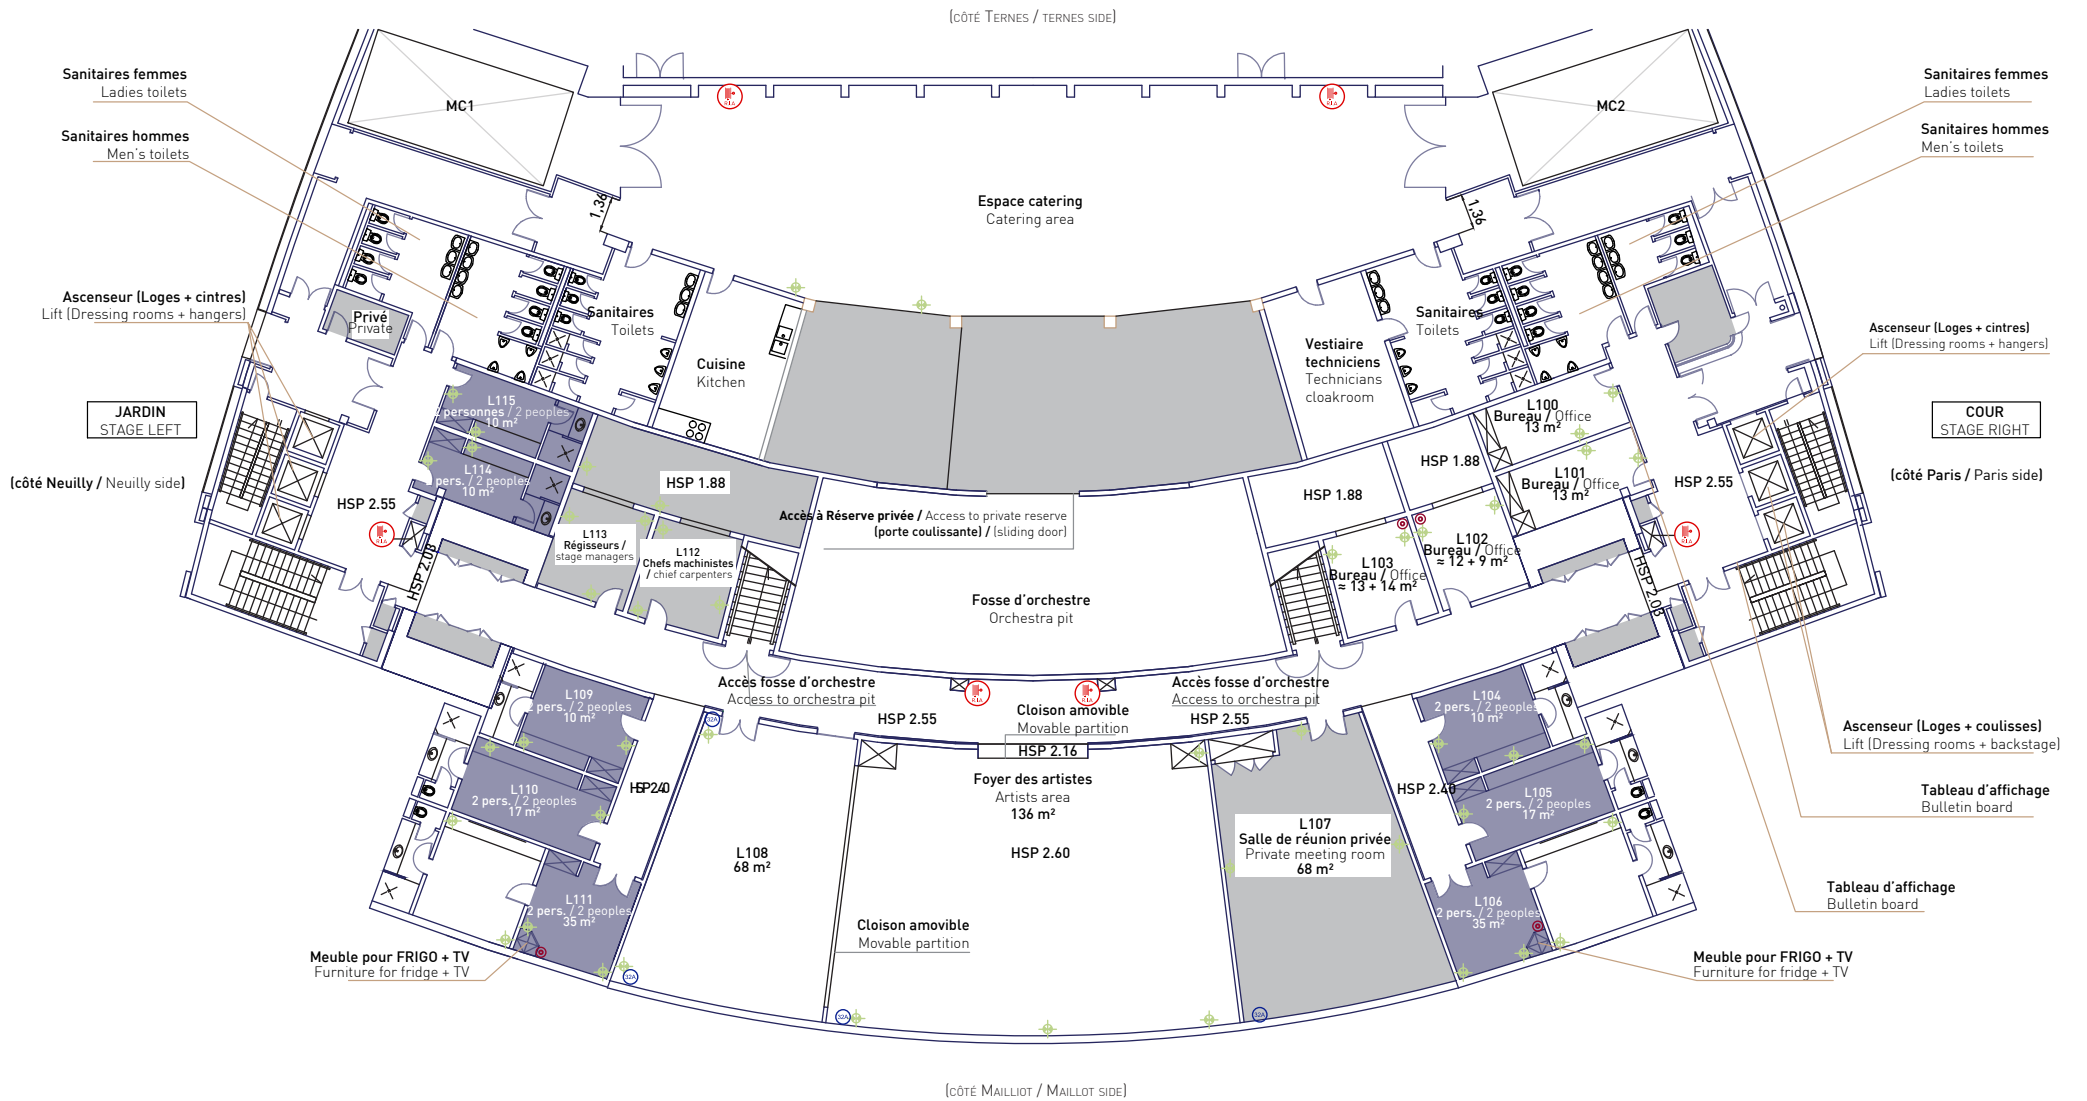 (CÔTÉ TERNES / TERNES SIDE)
Sanitaires femmes
Ladies toilets
Sanitaires hommes
Men's toilets
MC1
MC2
Sanitaires femmes
Ladies toilets
Sanitaires hommes
Men's toilets
RIA
RIA
1,36
1,36
Espace catering
Catering area
Ascenseur (Loges + cintres)
Lift (Dressing rooms + hangers)
Privé
Private
Sanitaires
Toilets
Cuisine
Kitchen
Vestiaire
techniciens
Technicians
cloakroom
Sanitaires
Toilets
Ascenseur (Loges + cintres)
Lift (Dressing rooms + hangers)
JARDIN
STAGE LEFT
COUR
STAGE RIGHT
(côté Neuilly / Neuilly side)
(côté Paris / Paris side)
L115
2 personnes / 2 peoples
10 m²
L114
2 pers. / 2 peoples
10 m²
HSP 2.55
RIA
HSP 2.03
HSP 1.88
L113
Régisseurs /
stage managers
L112
Chefs machinistes
/ chief carpenters
Accès à Réserve privée / Access to private reserve
(porte coulissante) / (sliding door)
HSP 1.88
HSP 1.88
L100
Bureau / Office
13 m²
L101
Bureau / Office
13 m²
L102
Bureau / Office
≈ 12 + 9 m²
L103
Bureau / Office
≈ 13 + 14 m²
HSP 2.55
RIA
HSP 2.03
Fosse d'orchestre
Orchestra pit
Accès fosse d'orchestre
Access to orchestra pit
RIA
RIA
Accès fosse d'orchestre
Access to orchestra pit
HSP 2.55
Cloison amovible
Movable partition
HSP 2.55
HSP 2.16
L109
2 pers. / 2 peoples
10 m²
L110
2 pers. / 2 peoples
17 m²
L111
2 pers. / 2 peoples
35 m²
32A
L108
68 m²
Foyer des artistes
Artists area
136 m²
HSP 2.60
L107
Salle de réunion privée
Private meeting room
68 m²
HSP 2.40
L104
2 pers. / 2 peoples
10 m²
L105
2 pers. / 2 peoples
17 m²
L106
2 pers. / 2 peoples
35 m²
Ascenseur (Loges + coulisses)
Lift (Dressing rooms + backstage)
Tableau d'affichage
Bulletin board
Tableau d'affichage
Bulletin board
Cloison amovible
Movable partition
Meuble pour FRIGO + TV
Furniture for fridge + TV
Meuble pour FRIGO + TV
Furniture for fridge + TV
32A
32A
32A
(CÔTÉ MAILLIOT / MAILLOT SIDE)